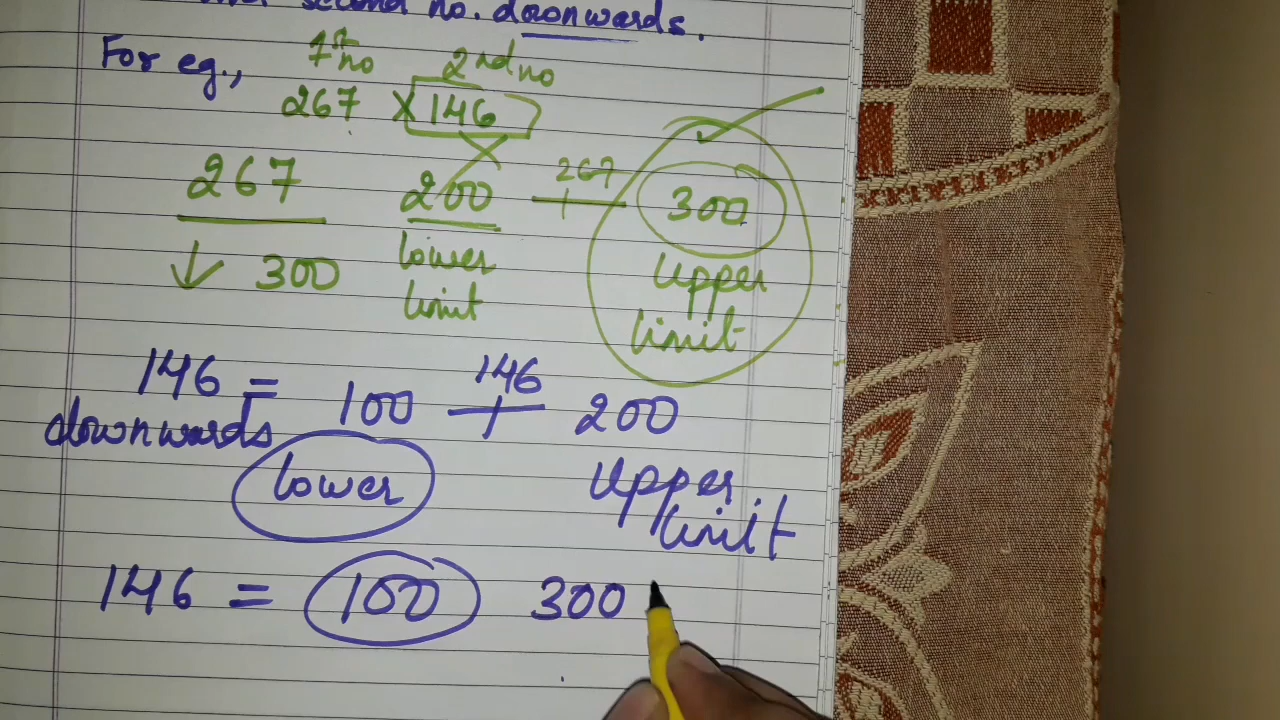 second no. downwards.
For eg., 1st no 2nd no
267 × 146
267 200 267 300
↓ 300 lower limit upper limit
146 = 100 146 200
downwards lower upper limit
146 = 100 300